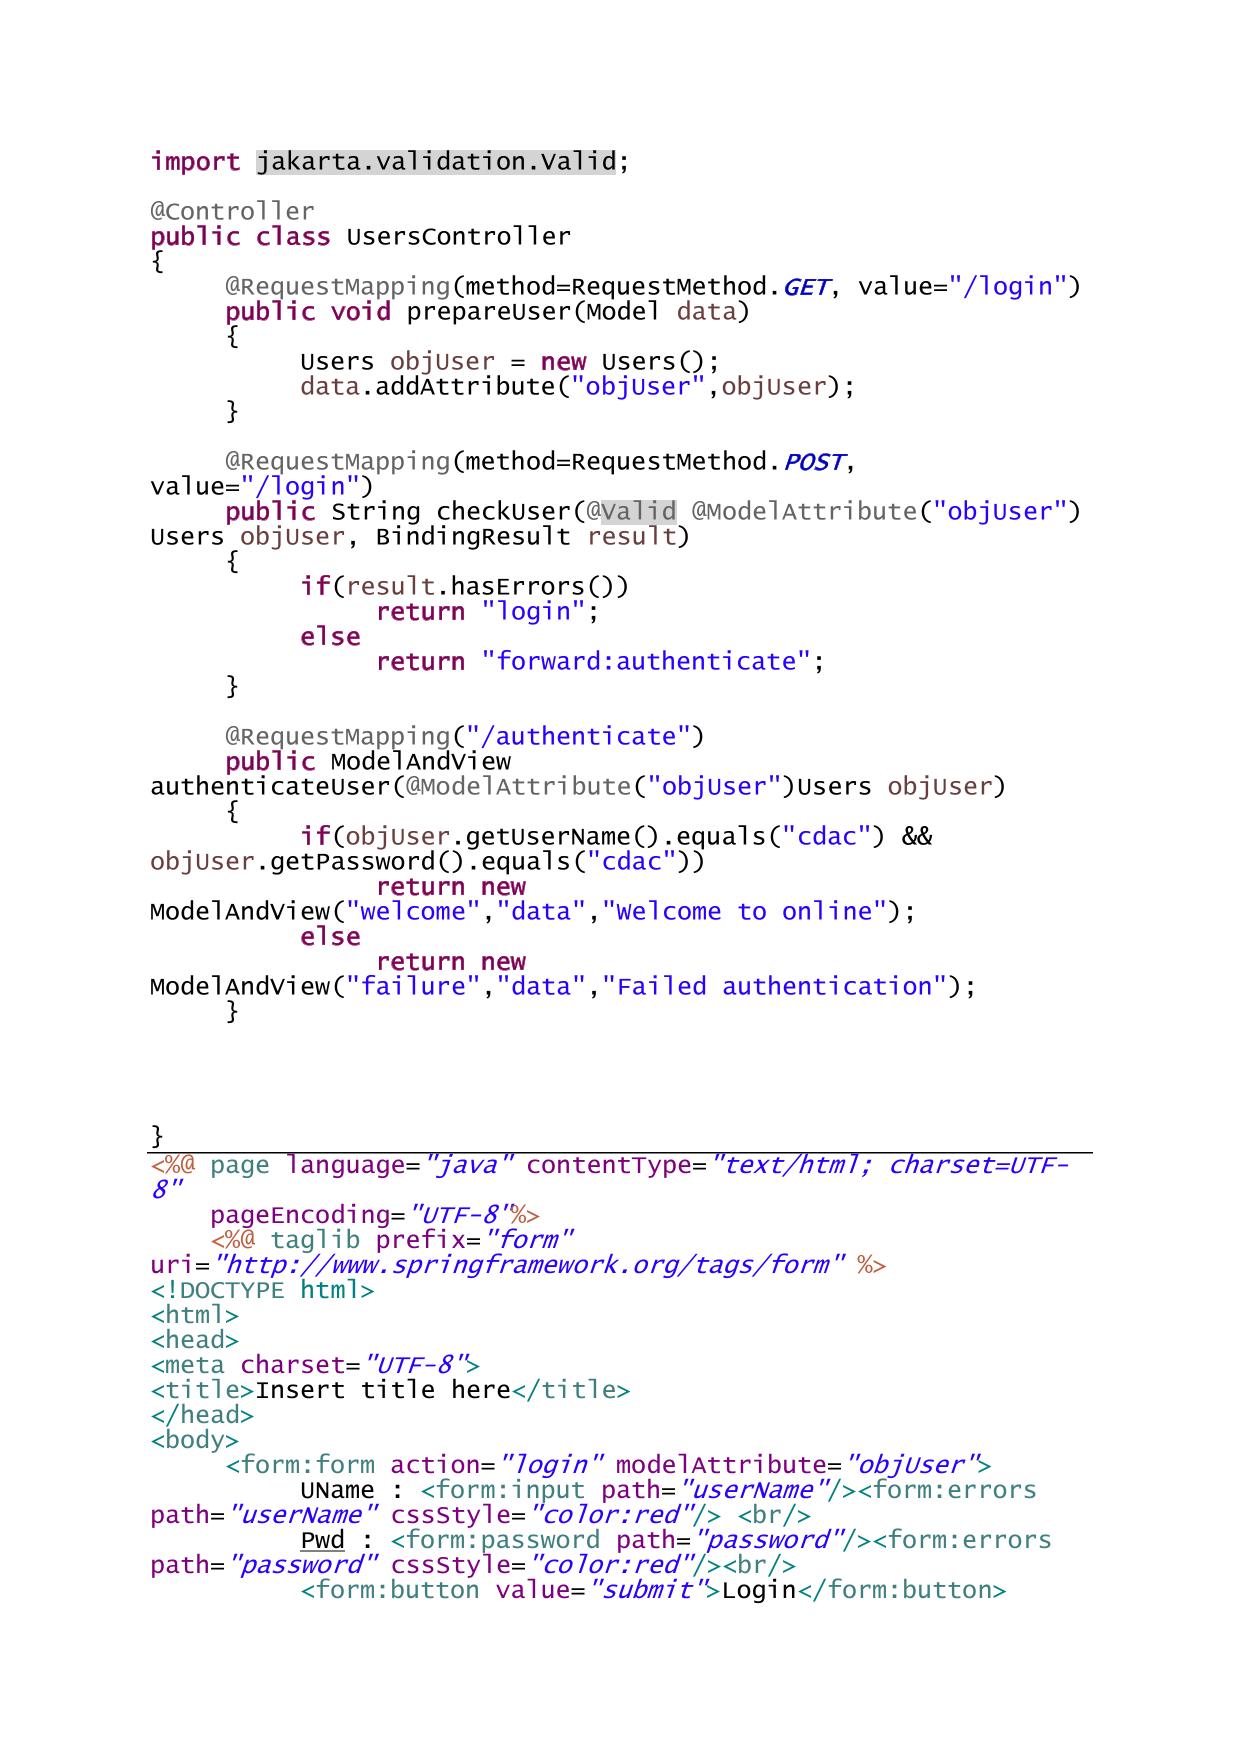 import jakarta.validation.Valid;
@Controller
public class UsersController
{
@RequestMapping(method=RequestMethod.GET, value="/login")
public void prepareUser(Model data)
{
Users objUser = new Users();
data.addAttribute("objUser",objUser);
}
@RequestMapping(method=RequestMethod.POST,
value="/login")
public String checkUser(@Valid @ModelAttribute("objUser")
Users objUser, BindingResult result)
{
if(result.hasErrors())
return "login";
else
return "forward:authenticate";
}
@RequestMapping("/authenticate")
public ModelAndView
authenticateUser(@ModelAttribute("objUser")Users objUser)
{
if(objUser.getUserName().equals("cdac") &&
objUser.getPassword().equals("cdac"))
return new
ModelAndView("welcome","data","Welcome to online");
else
return new
ModelAndView("failure","data","Failed authentication");
}
}
<%@ page language="java" contentType="text/html; charset=UTF-
8"
pageEncoding="UTF-8"%>
<%@ taglib prefix="form"
uri="http://www.springframework.org/tags/form" %>
<!DOCTYPE html>
<html>
<head>
<meta charset="UTF-8">
<title>Insert title here</title>
</head>
<body>
<form:form action="login" modelAttribute="objUser">
UName : <form:input path="userName"/><form:errors
path="userName" cssStyle="color:red"/> <br/>
Pwd : <form:password path="password"/><form:errors
path="password" cssStyle="color:red"/><br/>
<form:button value="submit">Login</form:button>